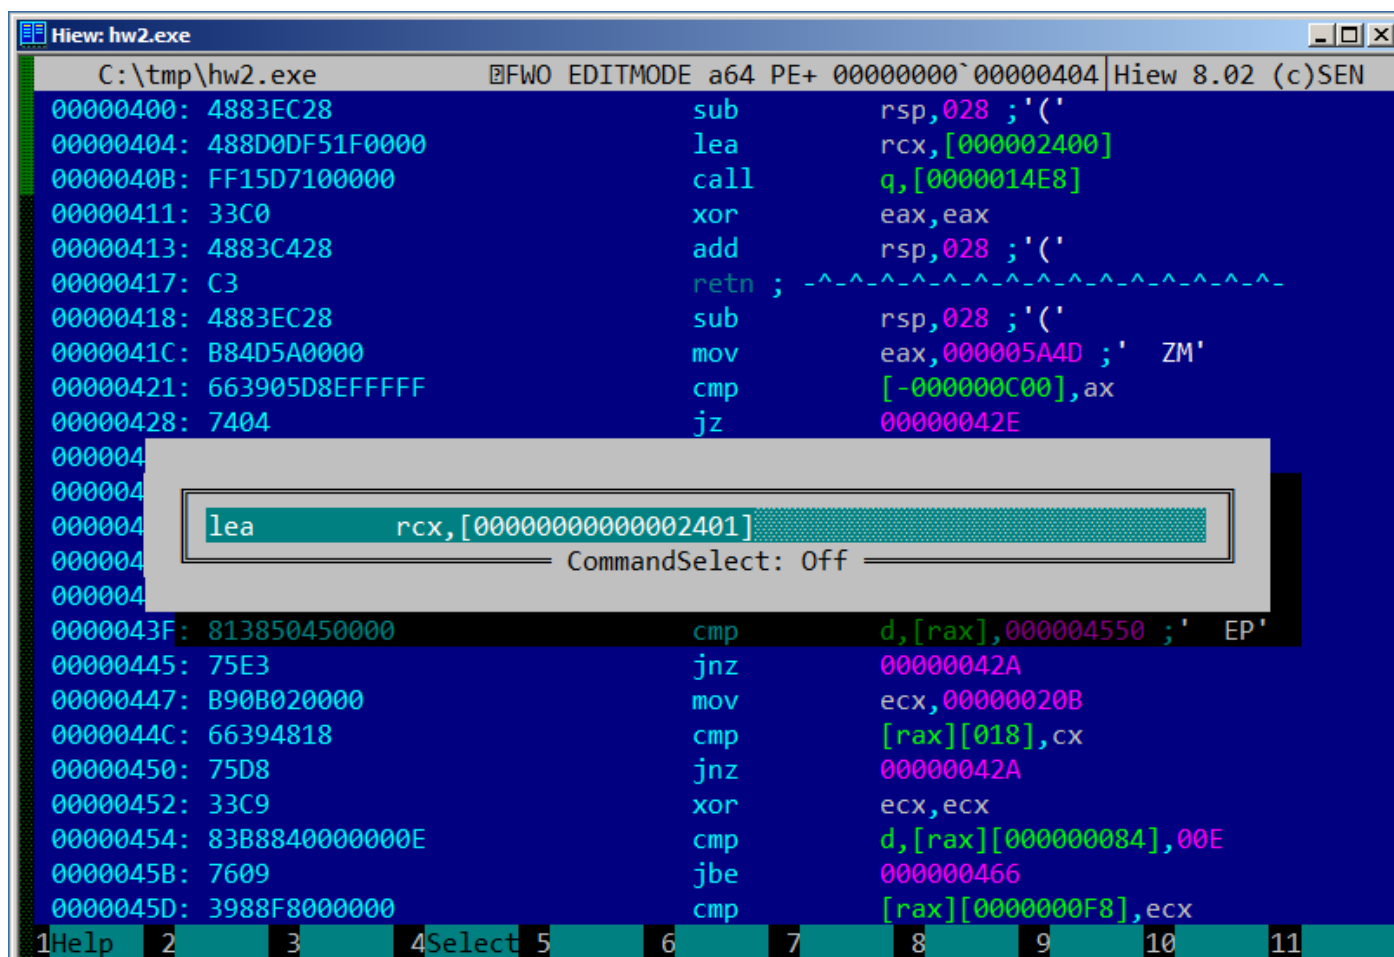 Hiew: hw2.exe
C:\tmp\hw2.exe FWO EDITMODE a64 PE+ 00000000`00000404 Hiew 8.02 (c)SEN
00000400: 4883EC28 sub rsp,028 ;'('
00000404: 488D0DF51F0000 lea rcx,[000002400]
0000040B: FF15D7100000 call q,[0000014E8]
00000411: 33C0 xor eax,eax
00000413: 4883C428 add rsp,028 ;'('
00000417: C3 retn ; -^-^-^-^-^-^-^-^-^-^-^-^-^-^-^-
00000418: 4883EC28 sub rsp,028 ;'('
0000041C: B84D5A0000 mov eax,000005A4D ;'  ZM'
00000421: 663905D8EFFFFF cmp [-000000C00],ax
00000428: 7404 jz 00000042E
000004
000004
000004 lea rcx,[00000000000002401]
000004 CommandSelect: Off
000004
0000043F: 813850450000 cmp d,[rax],000004550 ;'  EP'
00000445: 75E3 jnz 00000042A
00000447: B90B020000 mov ecx,00000020B
0000044C: 66394818 cmp [rax][018],cx
00000450: 75D8 jnz 00000042A
00000452: 33C9 xor ecx,ecx
00000454: 83B8840000000E cmp d,[rax][000000084],00E
0000045B: 7609 jbe 000000466
0000045D: 3988F8000000 cmp [rax][0000000F8],ecx
1Help 2 3 4Select 5 6 7 8 9 10 11